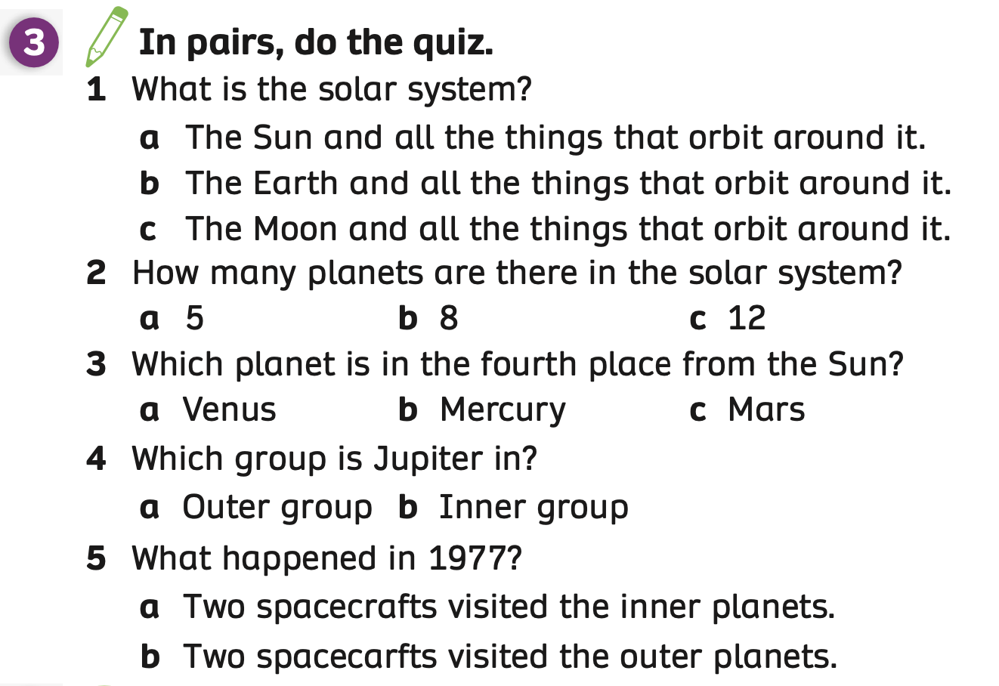 3 In pairs, do the quiz.
1 What is the solar system?
a The Sun and all the things that orbit around it.
b The Earth and all the things that orbit around it.
c The Moon and all the things that orbit around it.
2 How many planets are there in the solar system?
a 5 b 8 c 12
3 Which planet is in the fourth place from the Sun?
a Venus b Mercury c Mars
4 Which group is Jupiter in?
a Outer group b Inner group
5 What happened in 1977?
a Two spacecrafts visited the inner planets.
b Two spacecarfts visited the outer planets.